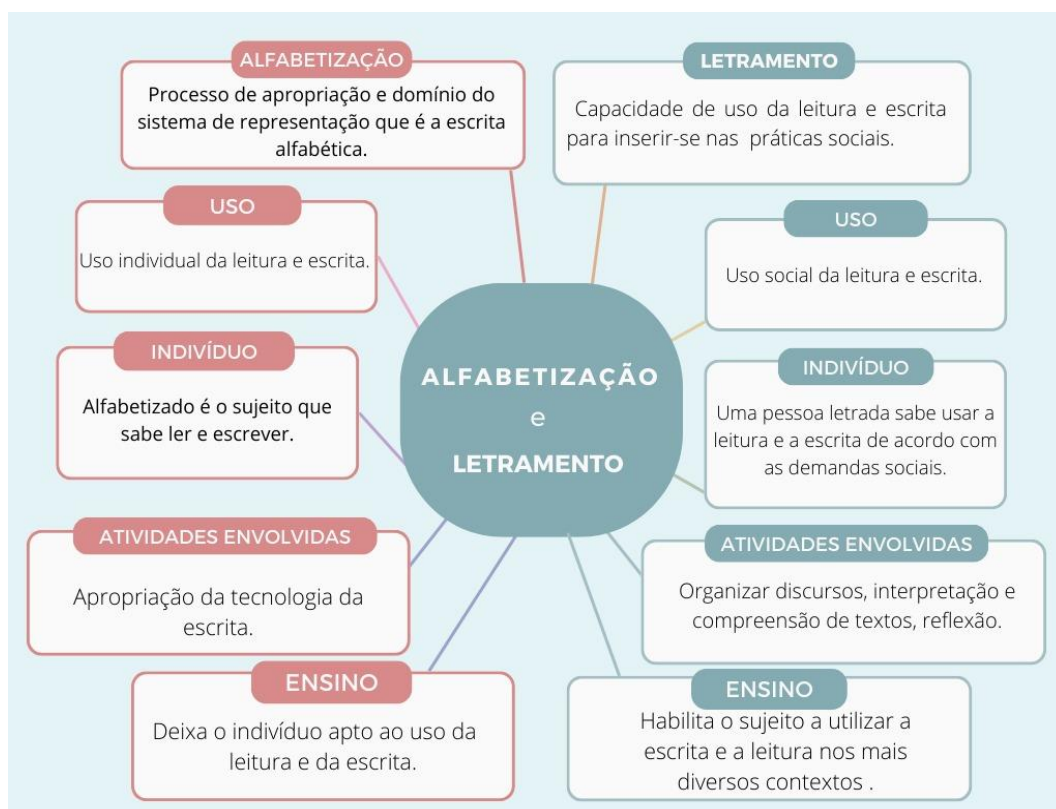 ALFABETIZAÇÃO
Processo de apropriação e domínio do
sistema de representação que é a escrita
alfabética.
USO
Uso individual da leitura e escrita.
INDIVÍDUO
Alfabetizado é o sujeito que
sabe ler e escrever.
ATIVIDADES ENVOLVIDAS
Apropriação da tecnologia da
escrita.
ENSINO
Deixa o indivíduo apto ao uso da
leitura e da escrita.
ALFABETIZAÇÃO
e
LETRAMENTO
LETRAMENTO
Capacidade de uso da leitura e escrita
para inserir-se nas práticas sociais.
USO
Uso social da leitura e escrita.
INDIVÍDUO
Uma pessoa letrada sabe usar a
leitura e a escrita de acordo com
as demandas sociais.
ATIVIDADES ENVOLVIDAS
Organizar discursos, interpretação e
compreensão de textos, reflexão.
ENSINO
Habilita o sujeito a utilizar a
escrita e a leitura nos mais
diversos contextos .